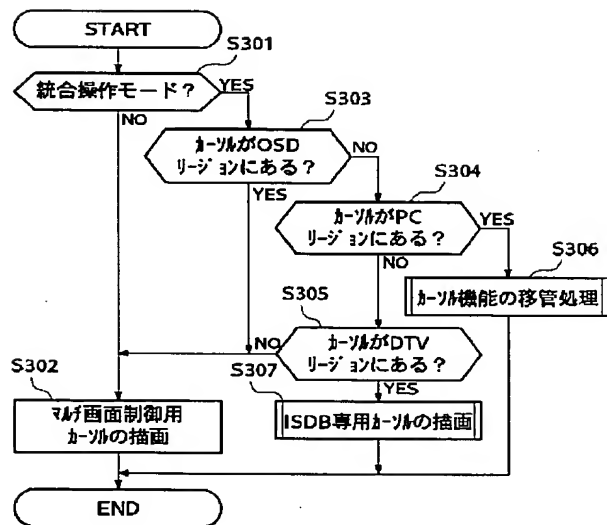 START
S301
統合操作モード？
YES
NO
S303
ｶｰｿﾙがOSD
ﾘｰｼﾞｮﾝにある？
NO
YES
S304
ｶｰｿﾙがPC
ﾘｰｼﾞｮﾝにある？
YES
NO
S306
ｶｰｿﾙ機能の移管処理
S305
ｶｰｿﾙがDTV
ﾘｰｼﾞｮﾝにある？
NO
YES
S302
ﾏﾙﾁ画面制御用
ｶｰｿﾙの描画
S307
ISDB専用ｶｰｿﾙの描画
END